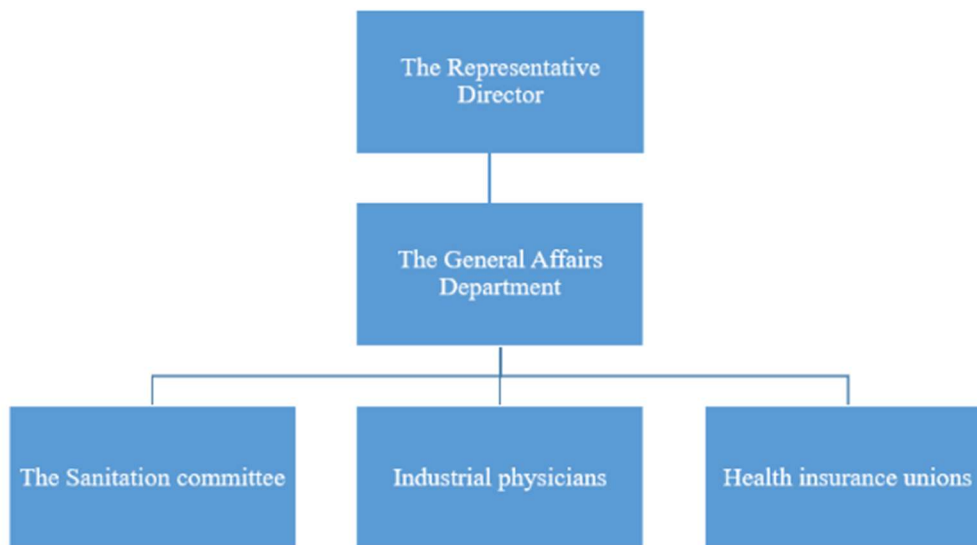 The Representative
Director
The General Affairs
Department
The Sanitation committee
Industrial physicians
Health insurance unions